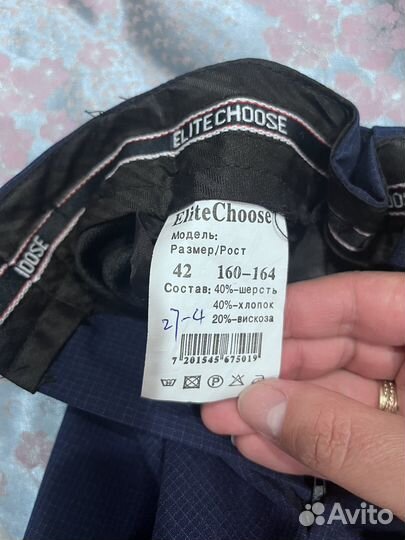 ELITECHOOSE
OOSE
EliteChoose
Модель:
Размер/Рост
42 160-164
Состав: 40%-шерсть
40%-хлопок
20%-вискоза
27-4
7 201545 675019
Avito